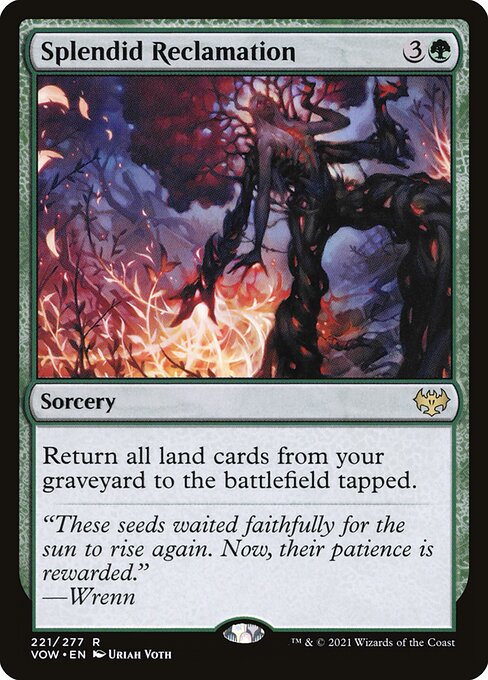 Splendid Reclamation 3
Sorcery
Return all land cards from your
graveyard to the battlefield tapped.
“These seeds waited faithfully for the
sun to rise again. Now, their patience is
rewarded.”
—Wrenn
221/277 R
VOW • EN Uriah Voth
™ & © 2021 Wizards of the Coast